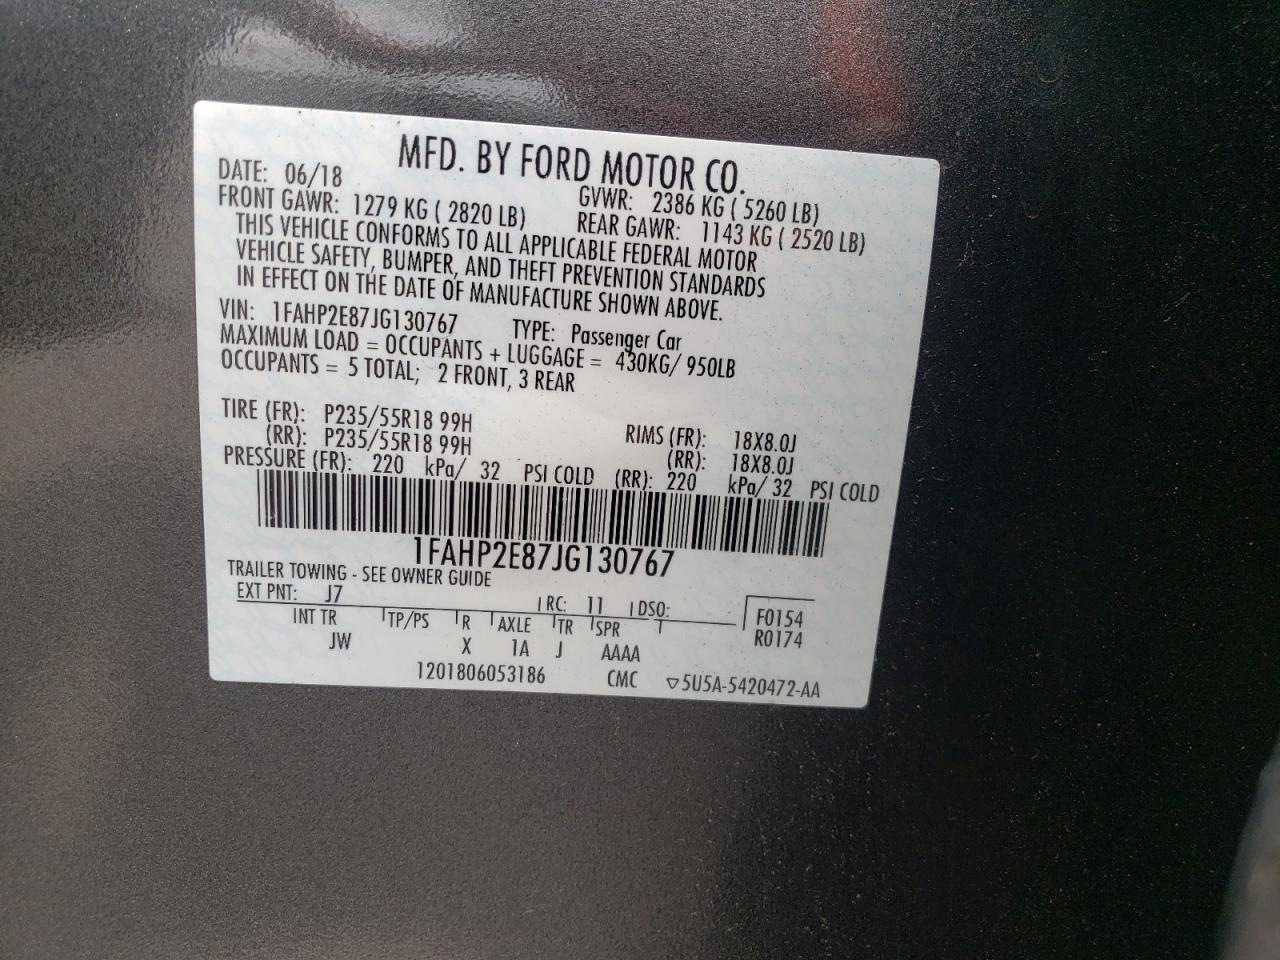 MFD. BY FORD MOTOR CO.
DATE: 06/18 GVWR: 2386 KG ( 5260 LB)
FRONT GAWR: 1279 KG ( 2820 LB) REAR GAWR: 1143 KG ( 2520 LB)
THIS VEHICLE CONFORMS TO ALL APPLICABLE FEDERAL MOTOR
VEHICLE SAFETY, BUMPER, AND THEFT PREVENTION STANDARDS
IN EFFECT ON THE DATE OF MANUFACTURE SHOWN ABOVE.
VIN: 1FAHP2E87JG130767 TYPE: Passenger Car
MAXIMUM LOAD = OCCUPANTS + LUGGAGE = 430KG/ 950LB
OCCUPANTS = 5 TOTAL; 2 FRONT, 3 REAR
TIRE (FR): P235/55R18 99H RIMS (FR): 18X8.0J
(RR): P235/55R18 99H (RR): 18X8.0J
PRESSURE (FR): 220 kPa/ 32 PSI COLD (RR): 220 kPa/ 32 PSI COLD
1FAHP2E87JG130767
TRAILER TOWING - SEE OWNER GUIDE
EXT PNT: J7 RC: 11 DSO: F0154
INT TR TP/PS R AXLE TR SPR T R0174
JW X 1A J AAAA
1201806053186 CMC ▽5U5A-5420472-AA